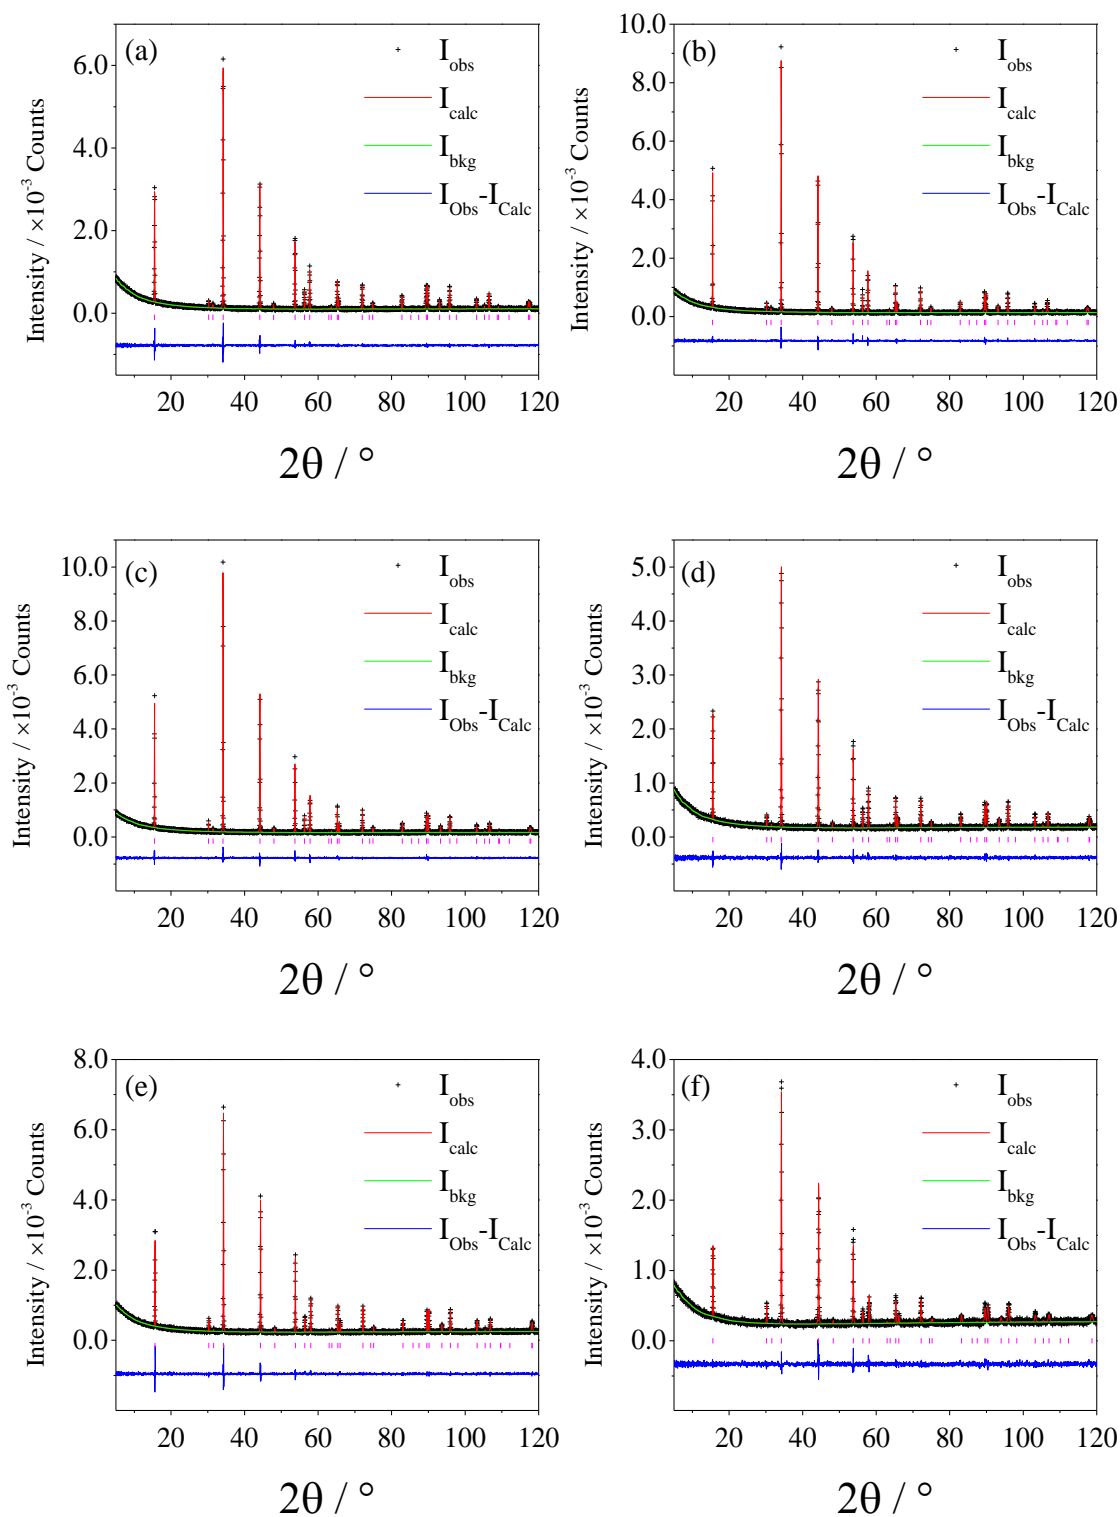 (a)
I_obs
I_calc
I_bkg
I_Obs-I_Calc
Intensity / ×10^-3 Counts
6.0
4.0
2.0
0.0
20 40 60 80 100 120
2θ / °
(b)
I_obs
I_calc
I_bkg
I_Obs-I_Calc
Intensity / ×10^-3 Counts
10.0
8.0
6.0
4.0
2.0
0.0
20 40 60 80 100 120
2θ / °
(c)
I_obs
I_calc
I_bkg
I_Obs-I_Calc
Intensity / ×10^-3 Counts
10.0
8.0
6.0
4.0
2.0
0.0
20 40 60 80 100 120
2θ / °
(d)
I_obs
I_calc
I_bkg
I_Obs-I_Calc
Intensity / ×10^-3 Counts
5.0
4.0
3.0
2.0
1.0
0.0
20 40 60 80 100 120
2θ / °
(e)
I_obs
I_calc
I_bkg
I_Obs-I_Calc
Intensity / ×10^-3 Counts
8.0
6.0
4.0
2.0
0.0
20 40 60 80 100 120
2θ / °
(f)
I_obs
I_calc
I_bkg
I_Obs-I_Calc
Intensity / ×10^-3 Counts
4.0
3.0
2.0
1.0
0.0
20 40 60 80 100 120
2θ / °